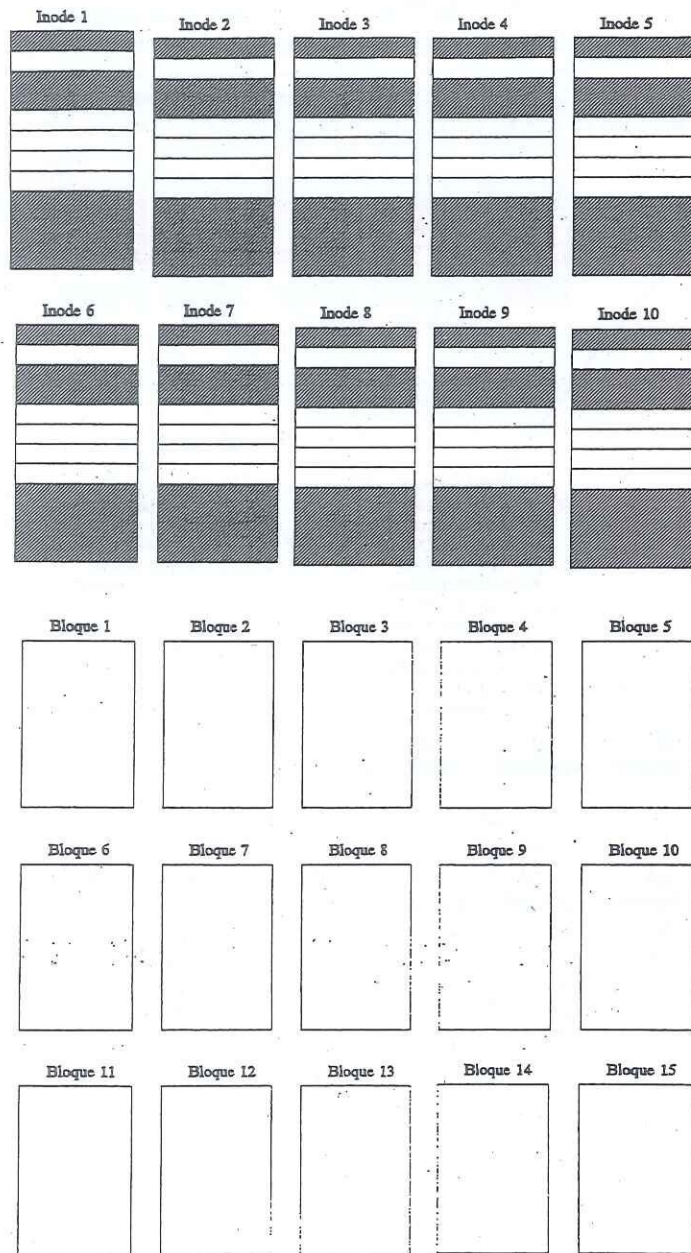 Inode 1 Inode 2 Inode 3 Inode 4 Inode 5
Inode 6 Inode 7 Inode 8 Inode 9 Inode 10
Bloque 1 Bloque 2 Bloque 3 Bloque 4 Bloque 5
Bloque 6 Bloque 7 Bloque 8 Bloque 9 Bloque 10
Bloque 11 Bloque 12 Bloque 13 Bloque 14 Bloque 15